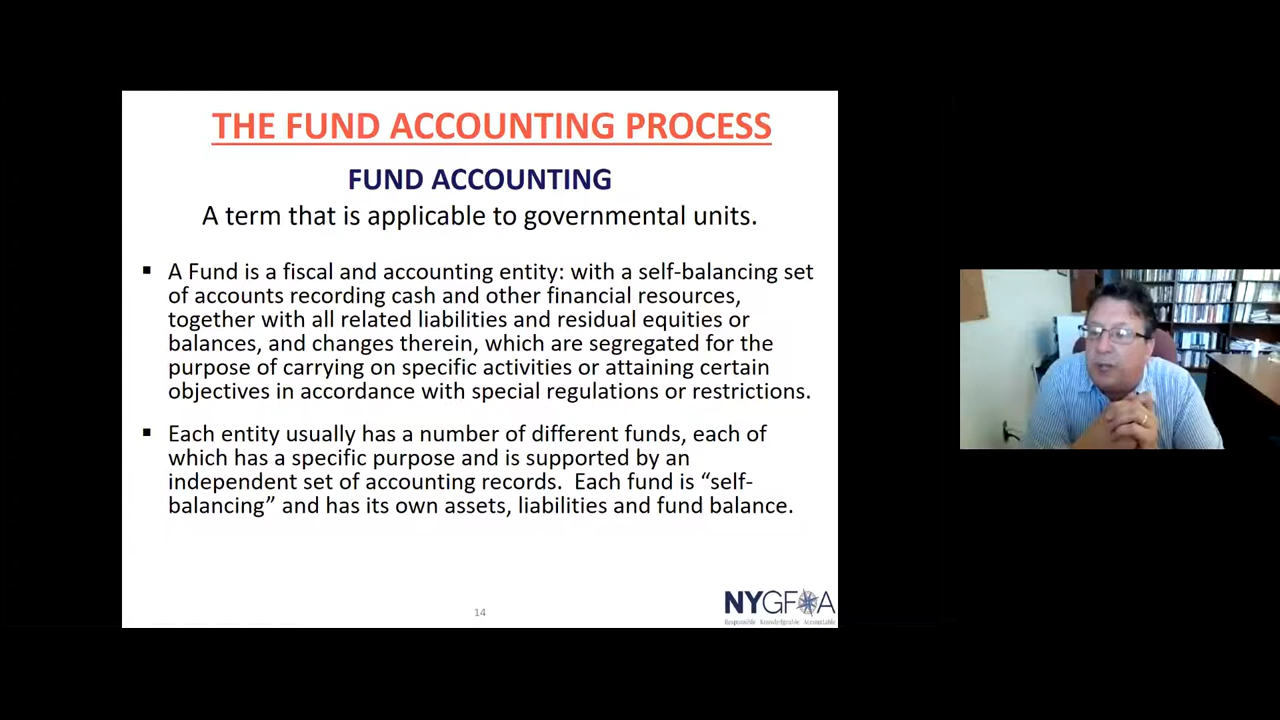 THE FUND ACCOUNTING PROCESS
FUND ACCOUNTING
A term that is applicable to governmental units.
▪ A Fund is a fiscal and accounting entity: with a self-balancing set
of accounts recording cash and other financial resources,
together with all related liabilities and residual equities or
balances, and changes therein, which are segregated for the
purpose of carrying on specific activities or attaining certain
objectives in accordance with special regulations or restrictions.
▪ Each entity usually has a number of different funds, each of
which has a specific purpose and is supported by an
independent set of accounting records. Each fund is “self-
balancing” and has its own assets, liabilities and fund balance.
14
NYGFOA
Responsible Knowledgeable Accountable